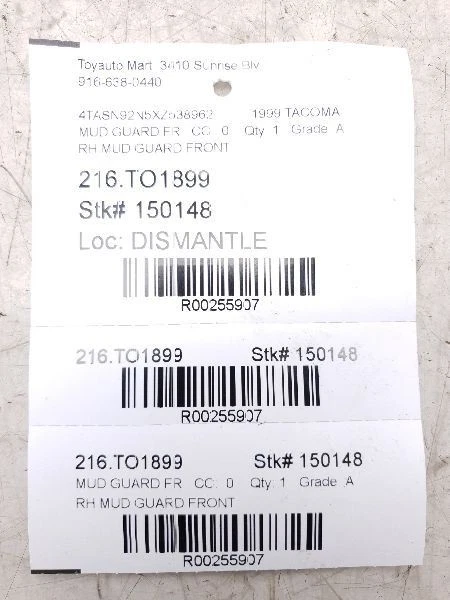 Toyauto Mart 3410 Sunrise Blv
916-638-0440
4TASN92N5XZ538963 1999 TACOMA
MUD GUARD FR CC: 0 Qty: 1 Grade A
RH MUD GUARD FRONT
216.TO1899
Stk# 150148
Loc: DISMANTLE
R00255907
216.TO1899 Stk# 150148
R00255907
216.TO1899 Stk# 150148
MUD GUARD FR CC: 0 Qty: 1 Grade A
RH MUD GUARD FRONT
R00255907